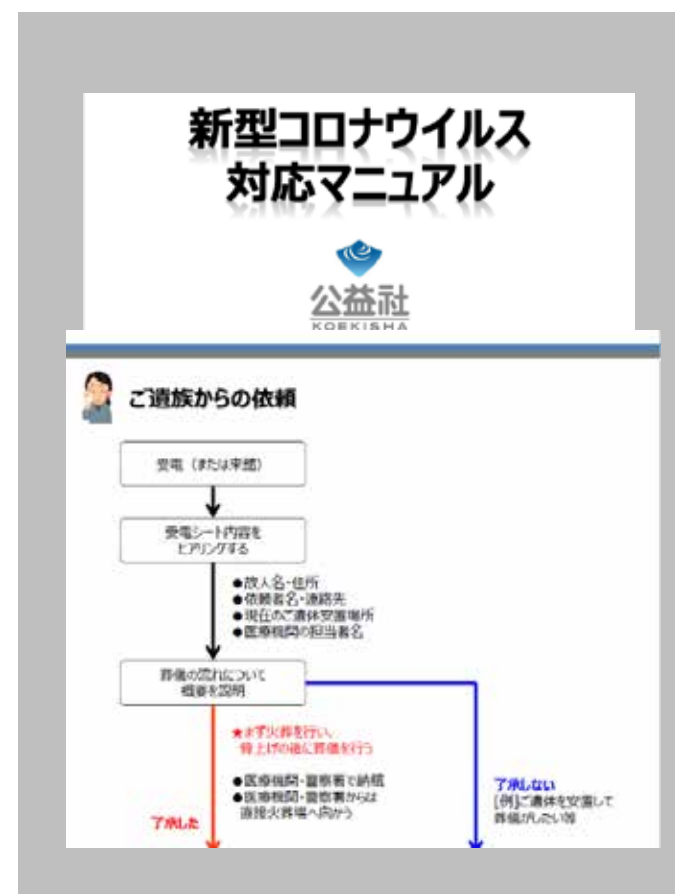 新型コロナウイルス
対応マニュアル
公益社
KOEKISHA
ご遺族からの依頼
受電（または来館）
受電シート内容を
ヒアリングする
●故人名・住所
●依頼者名・連絡先
●現在のご遺体安置場所
●医療機関の担当者名
葬儀の流れについて
概要を説明
★まず火葬を行い、
骨上げの後に葬儀を行う
●医療機関・警察署で納棺
●医療機関・警察署からは
直接火葬場へ向かう
了承した
了承しない
[例]ご遺体を安置して
葬儀がしたい等